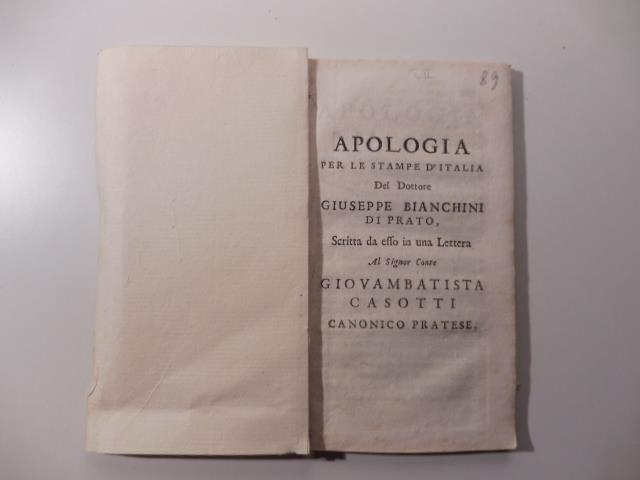 89
APOLOGIA
PER LE STAMPE D'ITALIA
Del Dottore
GIUSEPPE BIANCHINI
DI PRATO,
Scritta da esso in una Lettera
Al Signor Conte
GIOVAMBATISTA
CASOTTI
CANONICO PRATESE.